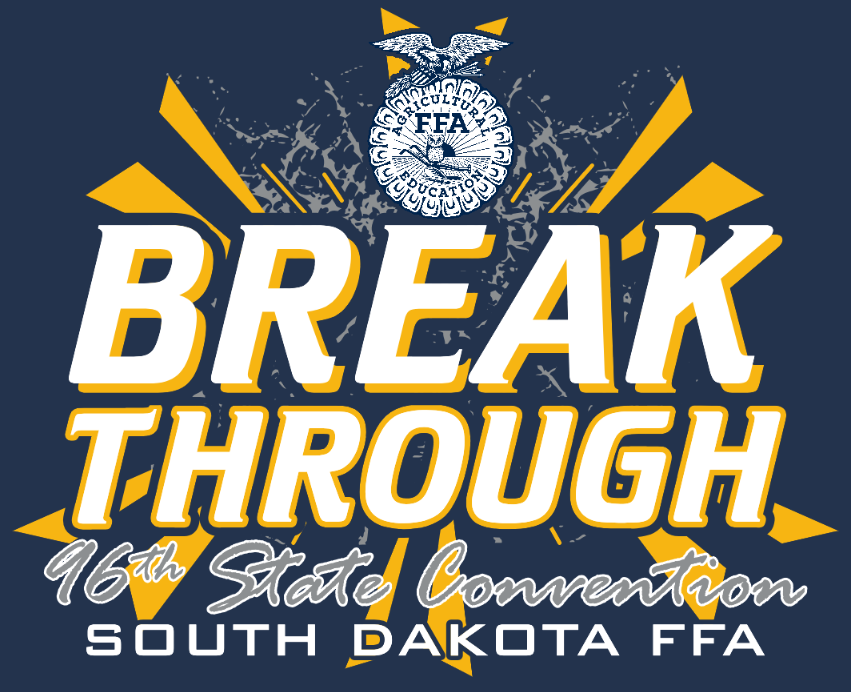 AGRICULTURAL
FFA
EDUCATION
BREAK
THROUGH
96th State Convention
SOUTH DAKOTA FFA